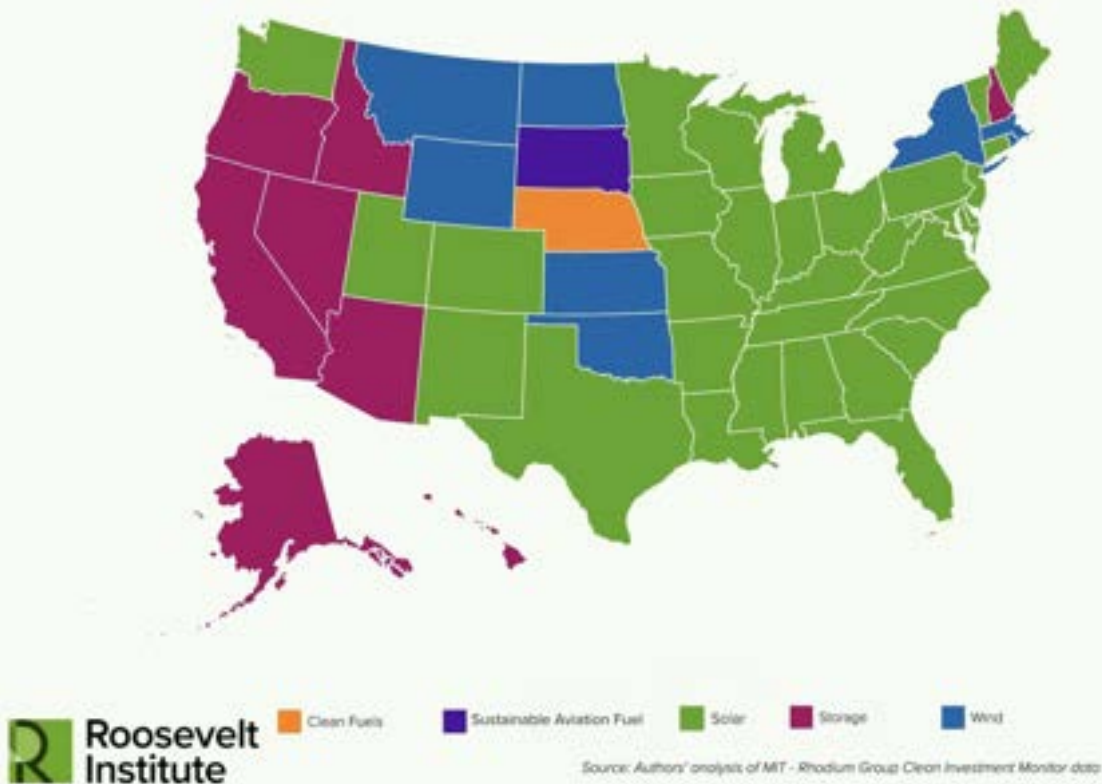 Roosevelt
Institute
Clean Fuels
Sustainable Aviation Fuel
Solar
Storage
Wind
Source: Authors' analysis of MIT - Rhodium Group Clean Investment Monitor data